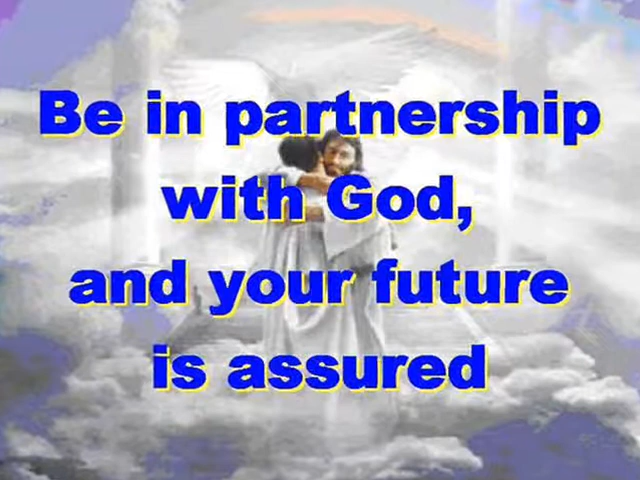 Be in partnership
with God,
and your future
is assured